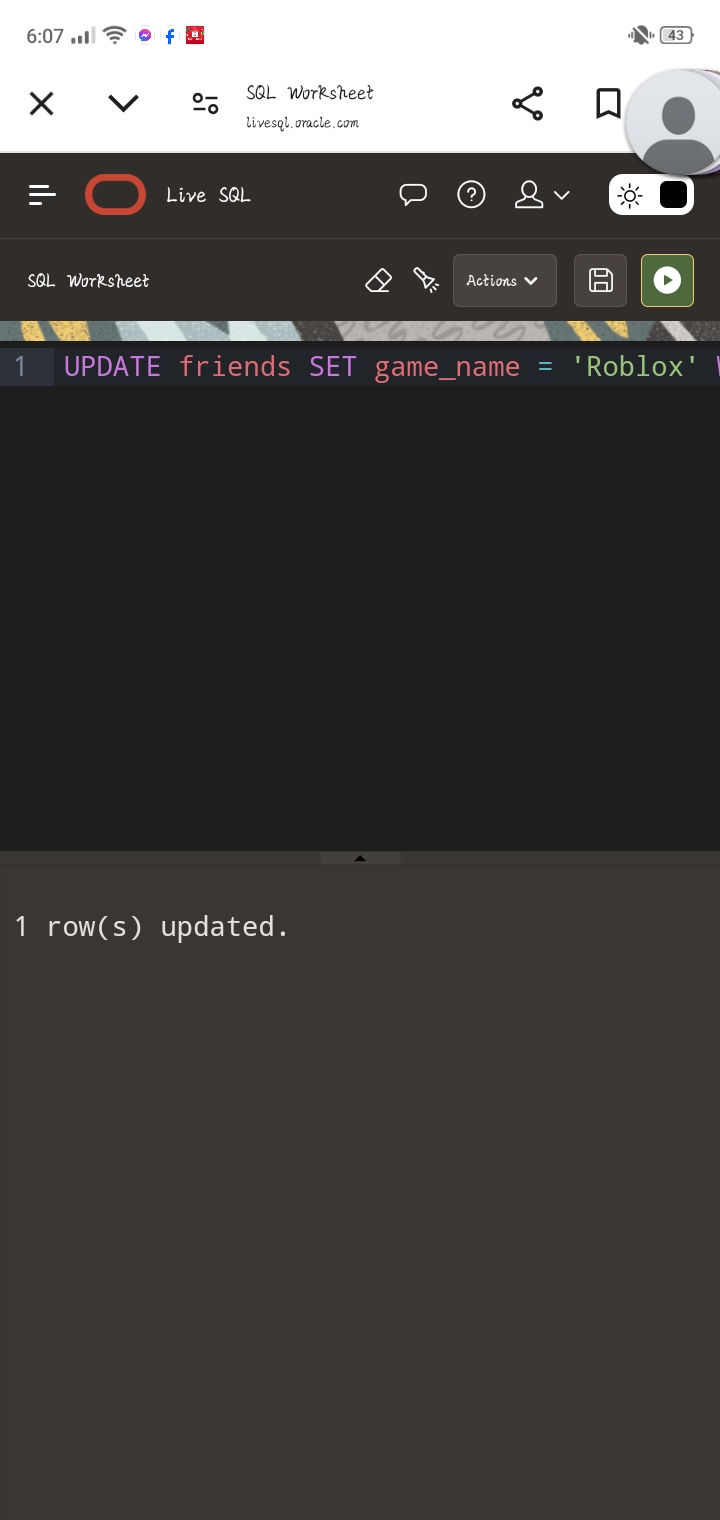 6:07
43
SQL Worksheet
livesql.oracle.com
Live SQL
SQL Worksheet
Actions
1 UPDATE friends SET game_name = 'Roblox'
1 row(s) updated.